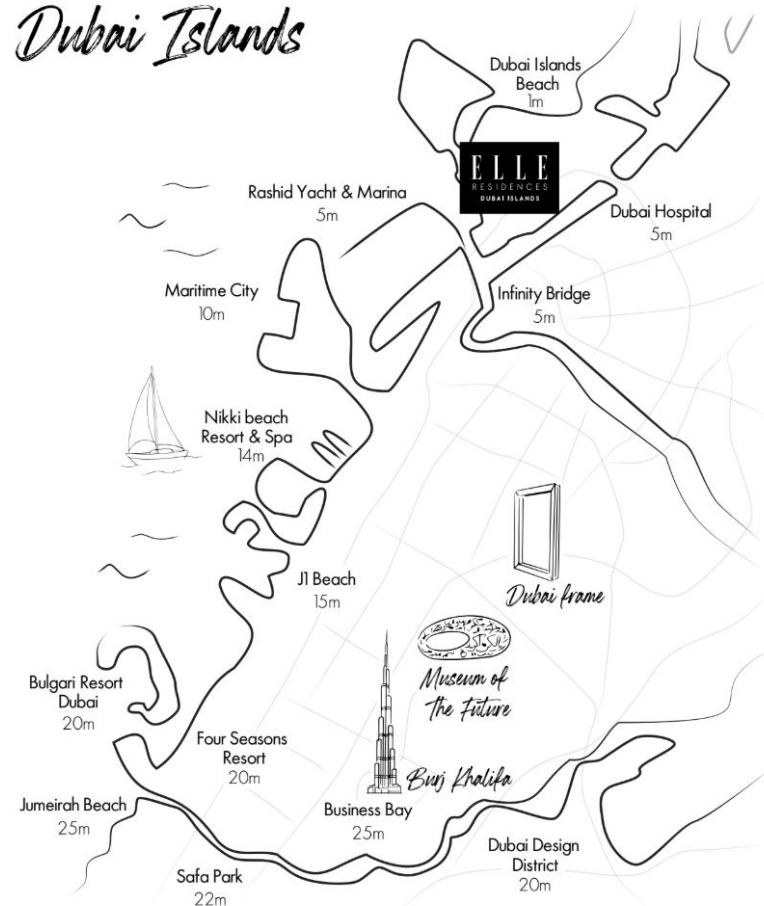 Dubai Islands
Dubai Islands
Beach
1m
ELLE
RESIDENCES
DUBAI ISLANDS
Rashid Yacht & Marina
5m
Dubai Hospital
5m
Maritime City
10m
Infinity Bridge
5m
Nikki beach
Resort & Spa
14m
J1 Beach
15m
Dubai frame
Museum of
the Future
Bulgari Resort
Dubai
20m
Four Seasons
Resort
20m
Burj Khalifa
Jumeirah Beach
25m
Business Bay
25m
Dubai Design
District
20m
Safa Park
22m